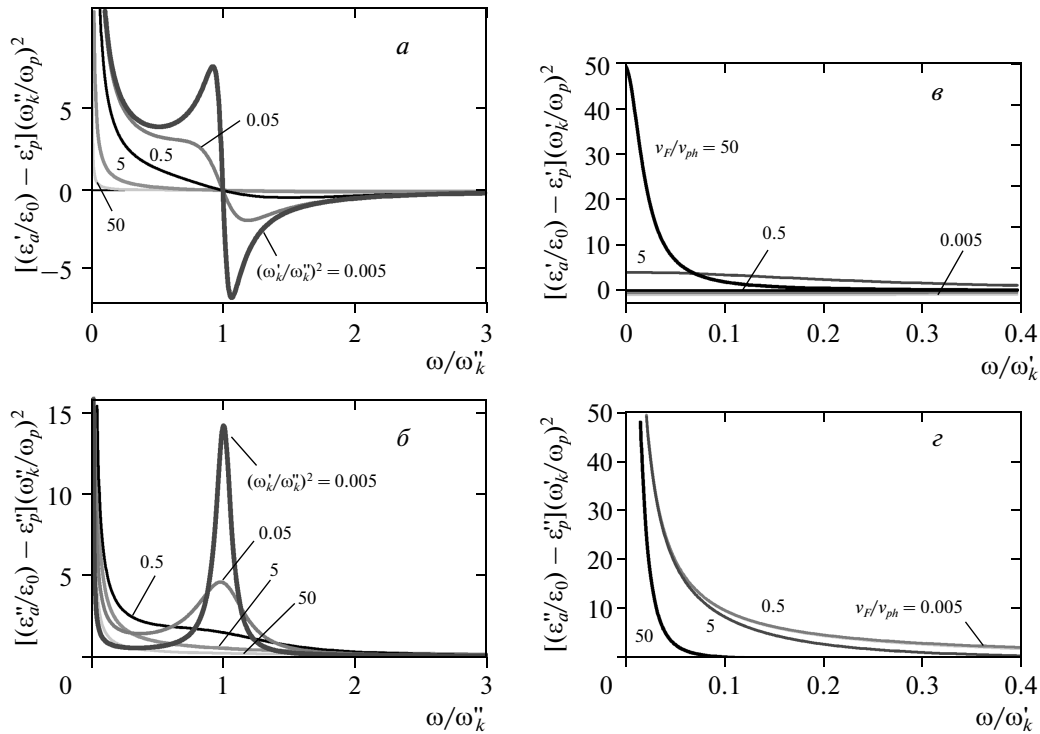 [(ε'a/ε0) − ε'p](ω''k/ωp)²
а
5
0
−5
0.05
0.5
5
50
(ω'k/ω''k)² = 0.005
0 1 2 3
ω/ω''k
[(ε'a/ε0) − ε'p](ω'k/ωp)²
в
50
40
30
20
10
0
vF/vph = 50
0.5
5
0.005
0 0.1 0.2 0.3 0.4
ω/ω'k
[(ε''a/ε0) − ε''p](ω''k/ωp)²
б
15
10
5
0
(ω'k/ω''k)² = 0.005
0.05
0.5
5
50
1 2 3
ω/ω''k
[(ε''a/ε0) − ε''p](ω'k/ωp)²
г
50
40
30
20
10
0
0.5
vF/vph = 0.005
5
50
0.1 0.2 0.3 0.4
ω/ω'k